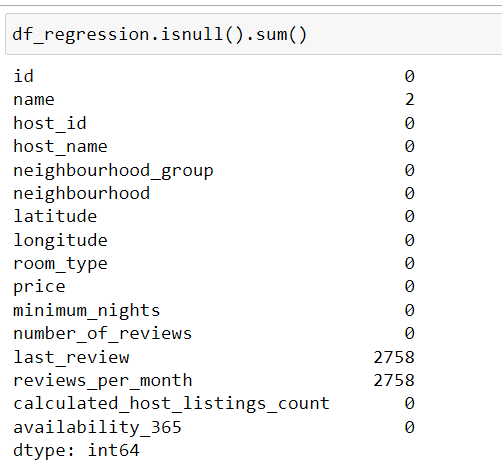 df_regression.isnull().sum()
id 0
name 2
host_id 0
host_name 0
neighbourhood_group 0
neighbourhood 0
latitude 0
longitude 0
room_type 0
price 0
minimum_nights 0
number_of_reviews 0
last_review 2758
reviews_per_month 2758
calculated_host_listings_count 0
availability_365 0
dtype: int64